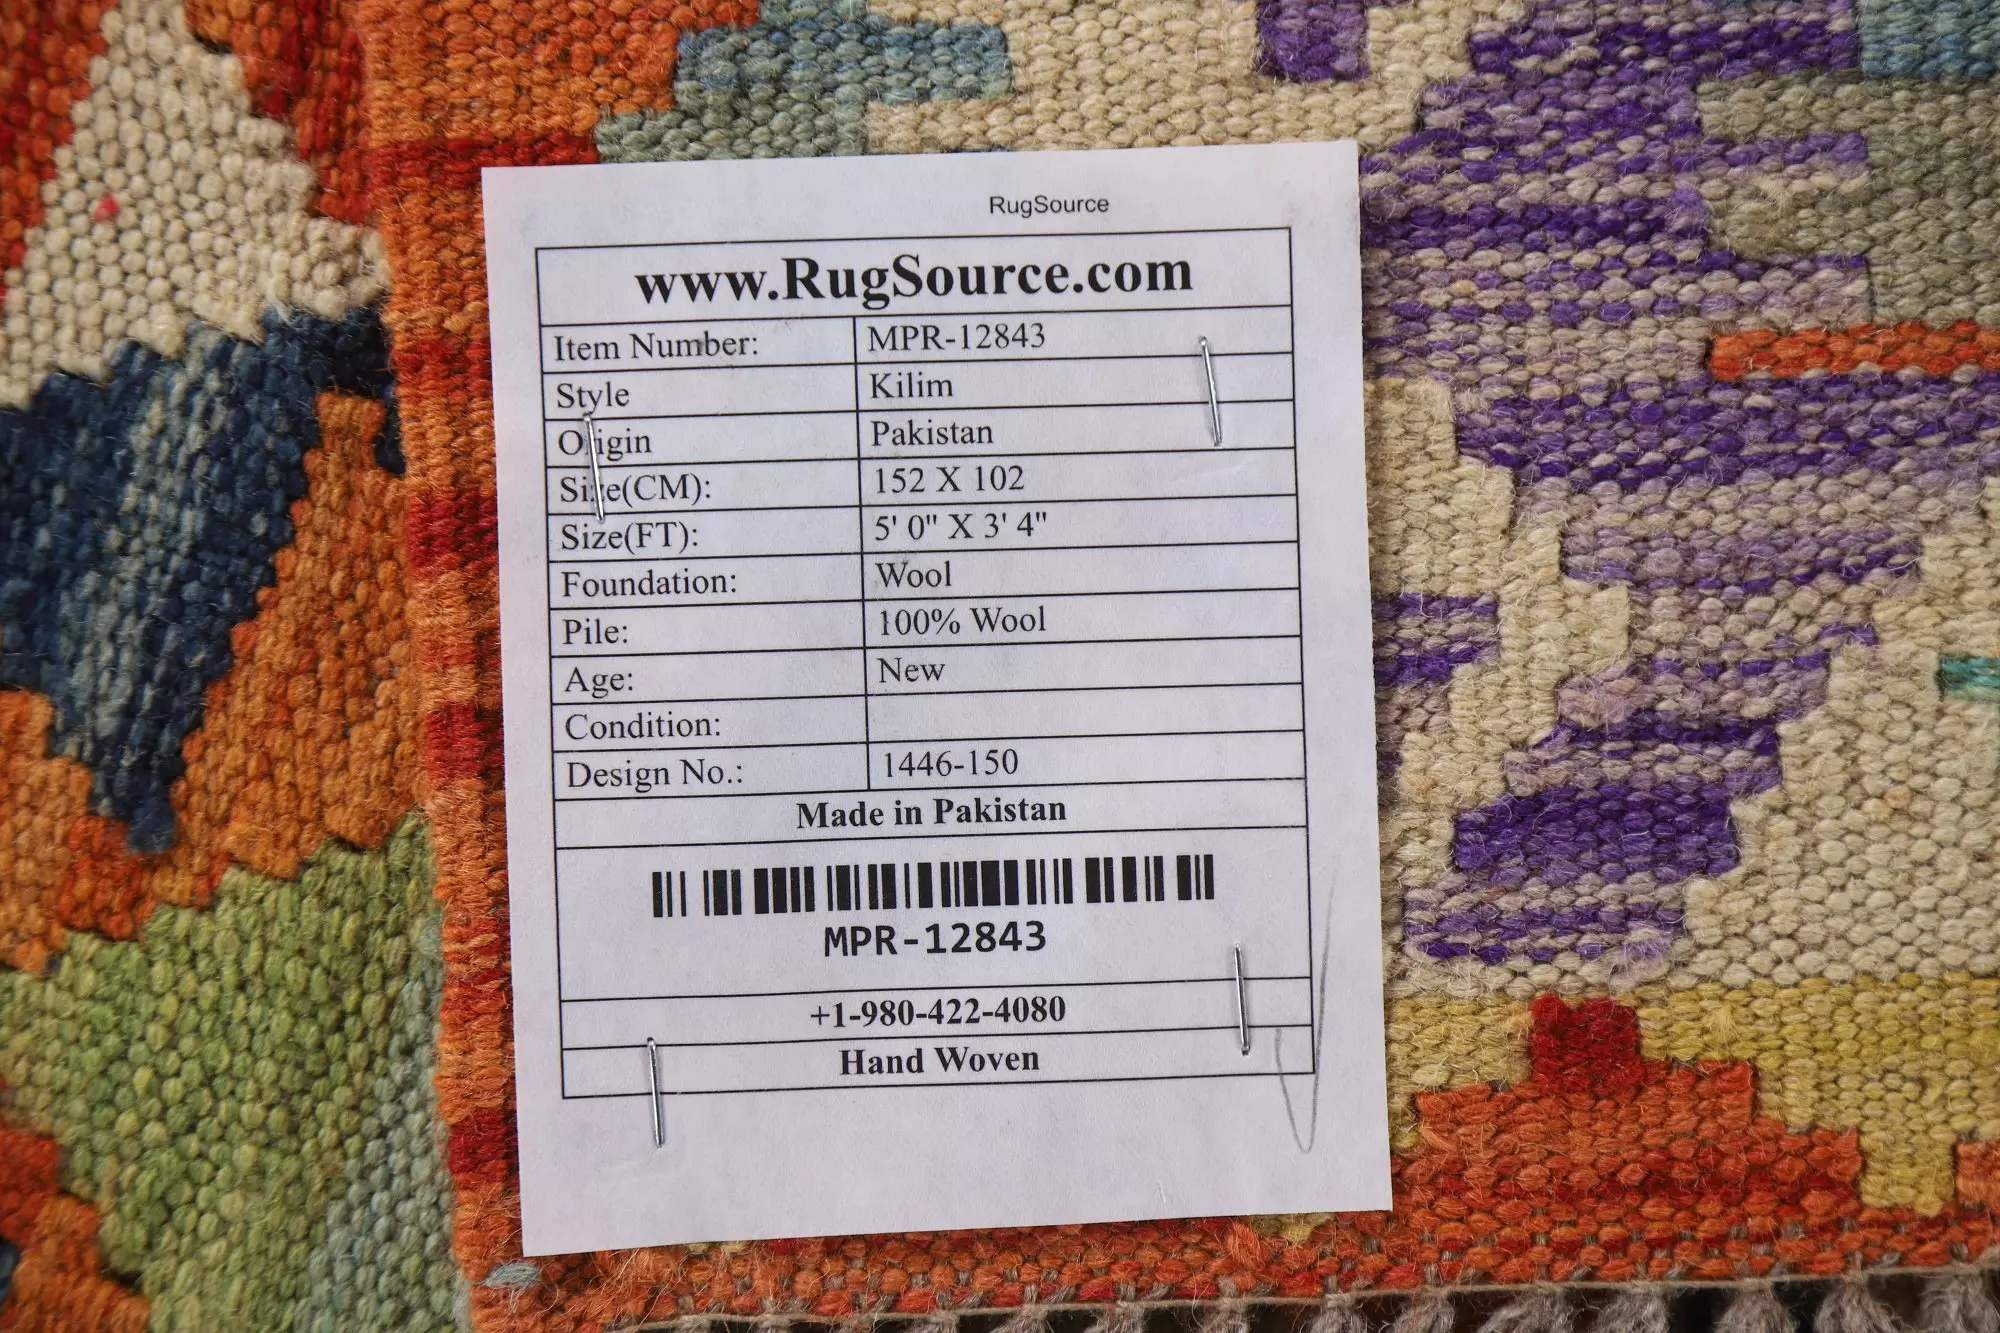 RugSource
www.RugSource.com
Item Number: MPR-12843
Style Kilim
Origin Pakistan
Size(CM): 152 X 102
Size(FT): 5' 0" X 3' 4"
Foundation: Wool
Pile: 100% Wool
Age: New
Condition:
Design No.: 1446-150
Made in Pakistan
MPR-12843
+1-980-422-4080
Hand Woven